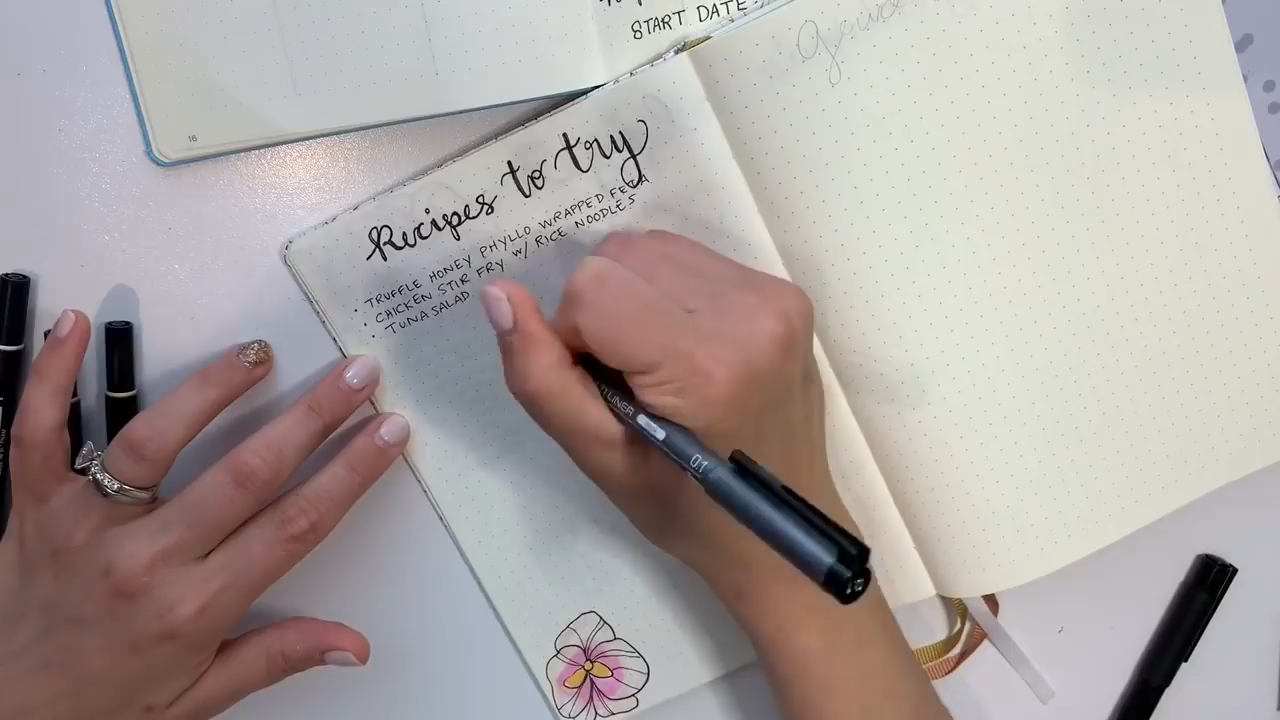 START DATE
16
Recipes to try
• TRUFFLE HONEY PHYLLO WRAPPED FETA
• CHICKEN STIR FRY W/ RICE NOODLES
• TUNA SALAD
0.1